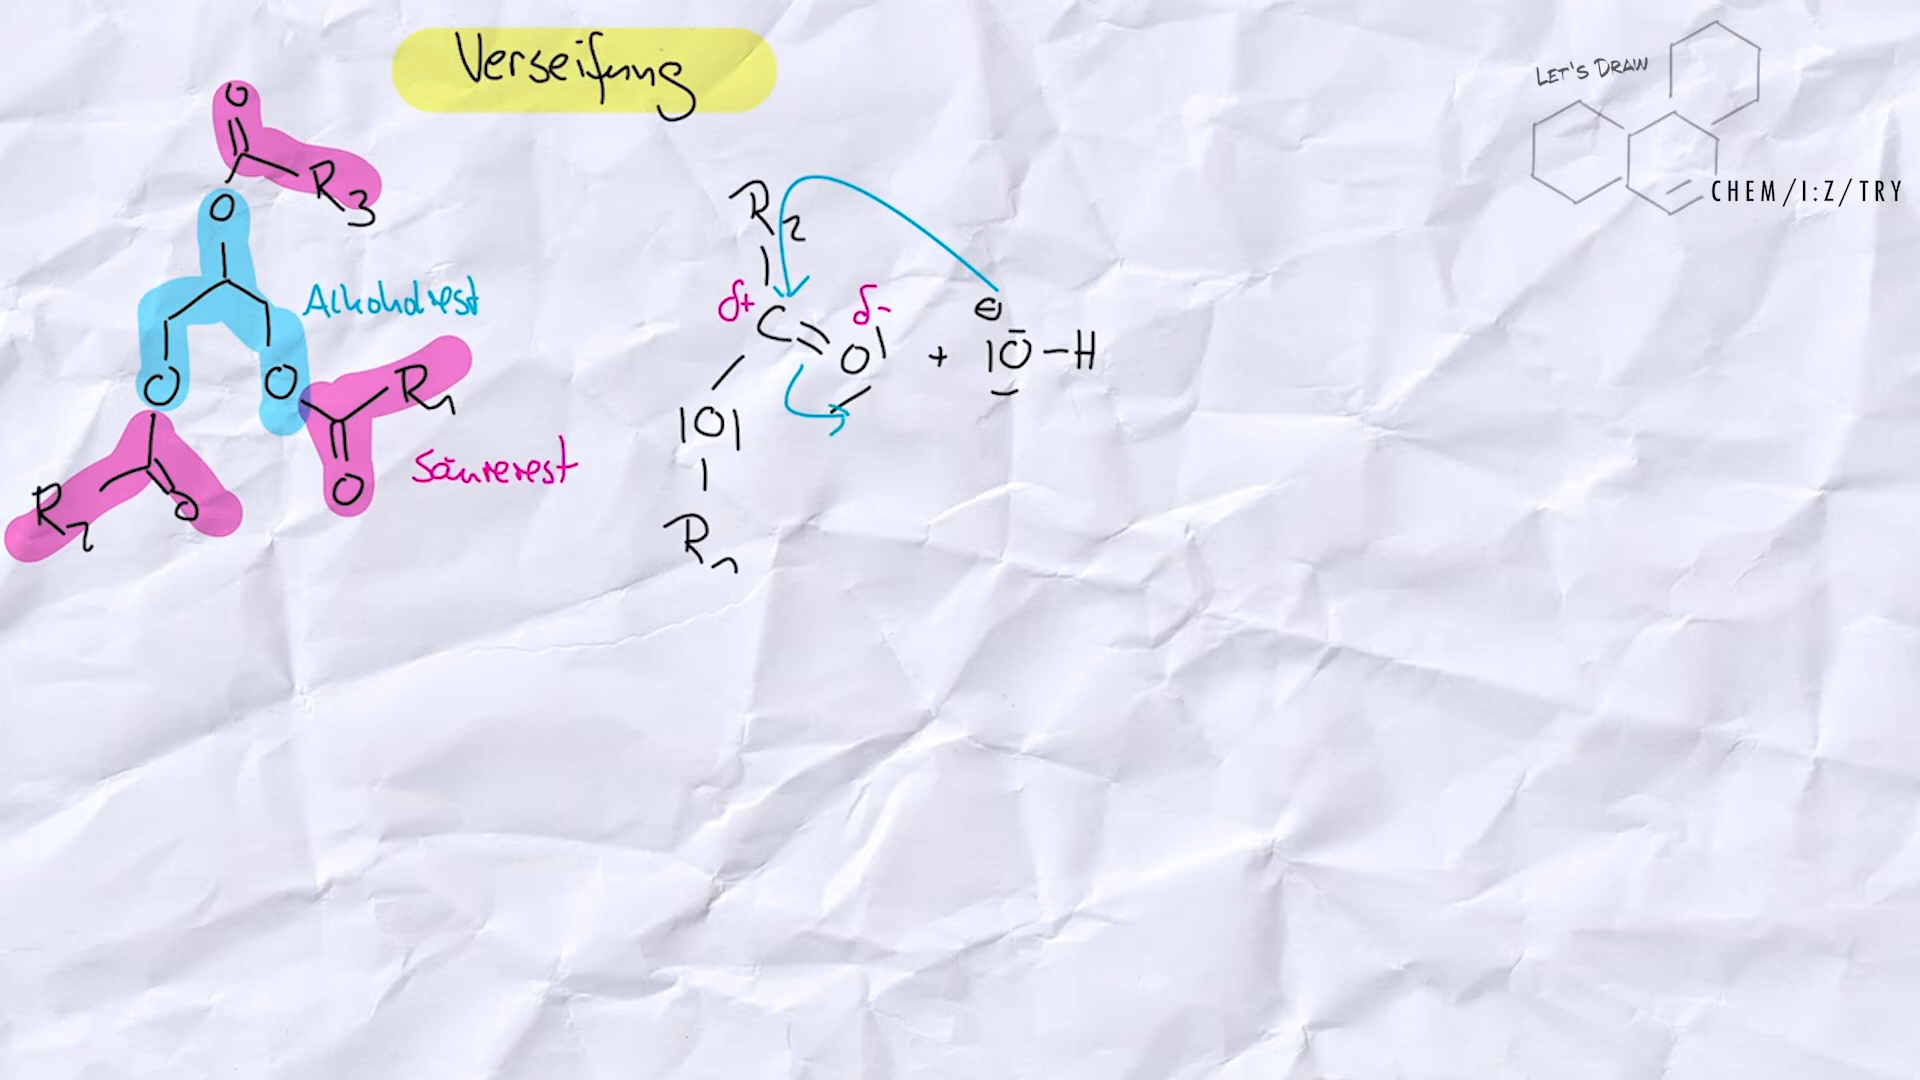 Verseifung
LET'S DRAW
CHEM/I:Z/TRY
O
R3
O
Alkoholrest
O
O
R1
R2
O
O
Säurerest
R2
δ+
δ-
⊖
C
O|
+
|O̅-H
|O|
R1